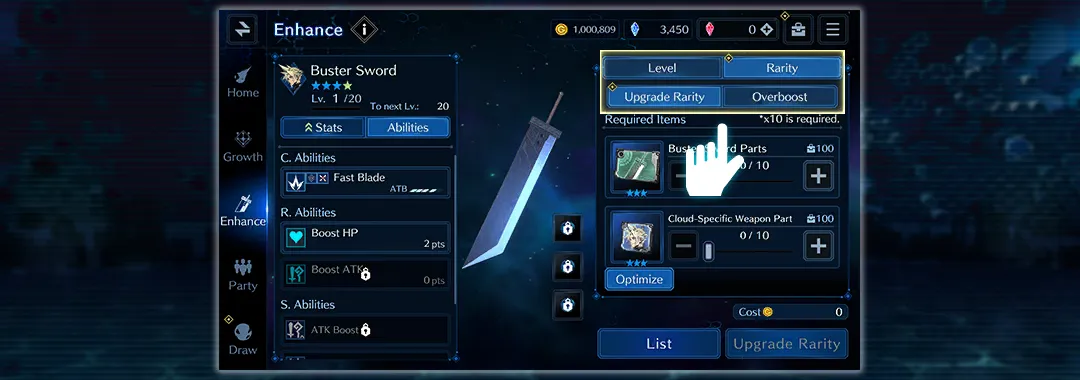 Enhance
i
1,000,809
3,450
0
Home
Growth
Enhance
Party
Draw
Buster Sword
Lv. 1 /20
To next Lv.: 20
Stats
Abilities
C. Abilities
Fast Blade
ATB
R. Abilities
Boost HP
2 pts
Boost ATK
0 pts
S. Abilities
ATK Boost
Level
Rarity
Upgrade Rarity
Overboost
Required Items
*x10 is required.
Buster Sword Parts
100
0 / 10
Cloud-Specific Weapon Part
100
0 / 10
Optimize
Cost
0
List
Upgrade Rarity